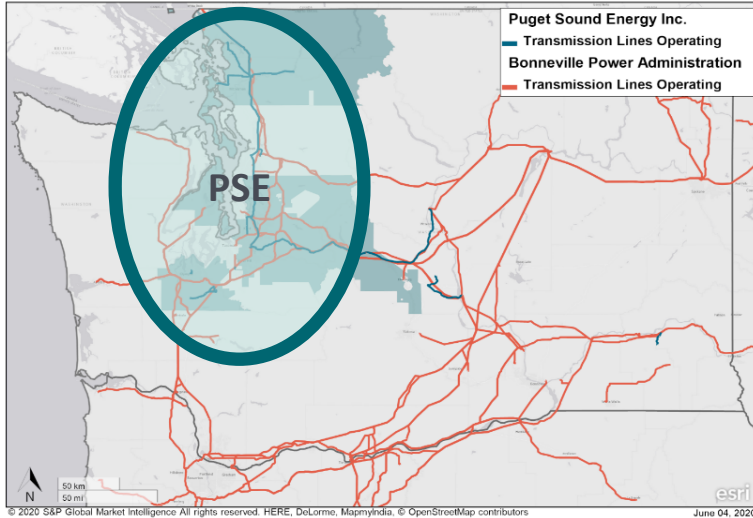 Puget Sound Energy Inc.
Transmission Lines Operating
Bonneville Power Administration
Transmission Lines Operating
PSE
50 km
50 mi
N
esri
© 2020 S&P Global Market Intelligence All rights reserved. HERE, DeLorme, MapmyIndia, © OpenStreetMap contributors
June 04, 2020